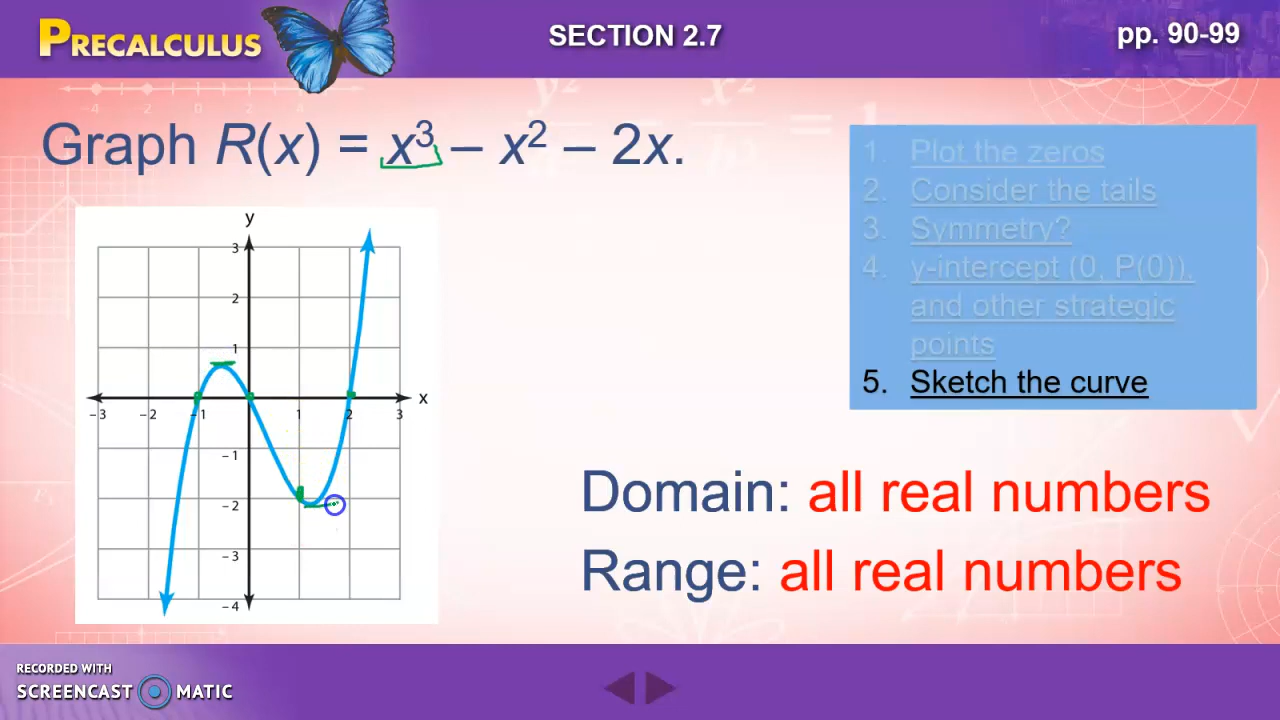 PRECALCULUS
SECTION 2.7
pp. 90-99
Graph R(x) = x³ – x² – 2x.
1. Plot the zeros
2. Consider the tails
3. Symmetry?
4. y-intercept (0, P(0)),
and other strategic
points
5. Sketch the curve
y
3
2
1
x
–3 –2 –1 1 2 3
–1
–2
–3
–4
Domain: all real numbers
Range: all real numbers
RECORDED WITH
SCREENCAST MATIC